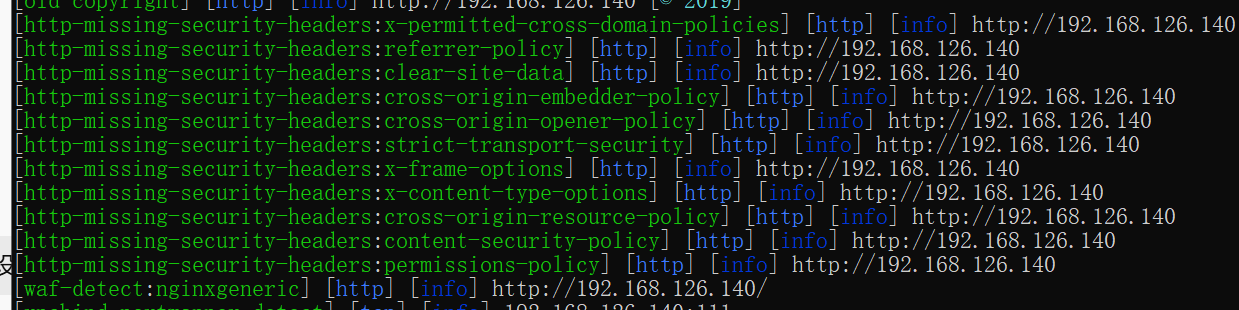 [old copyright] [http] [info] http://192.168.126.140 [© 2019]
[http-missing-security-headers:x-permitted-cross-domain-policies] [http] [info] http://192.168.126.140
[http-missing-security-headers:referrer-policy] [http] [info] http://192.168.126.140
[http-missing-security-headers:clear-site-data] [http] [info] http://192.168.126.140
[http-missing-security-headers:cross-origin-embedder-policy] [http] [info] http://192.168.126.140
[http-missing-security-headers:cross-origin-opener-policy] [http] [info] http://192.168.126.140
[http-missing-security-headers:strict-transport-security] [http] [info] http://192.168.126.140
[http-missing-security-headers:x-frame-options] [http] [info] http://192.168.126.140
[http-missing-security-headers:x-content-type-options] [http] [info] http://192.168.126.140
[http-missing-security-headers:cross-origin-resource-policy] [http] [info] http://192.168.126.140
[http-missing-security-headers:content-security-policy] [http] [info] http://192.168.126.140
[http-missing-security-headers:permissions-policy] [http] [info] http://192.168.126.140
[waf-detect:nginxgeneric] [http] [info] http://192.168.126.140/
[info] 192.168.126.140:111